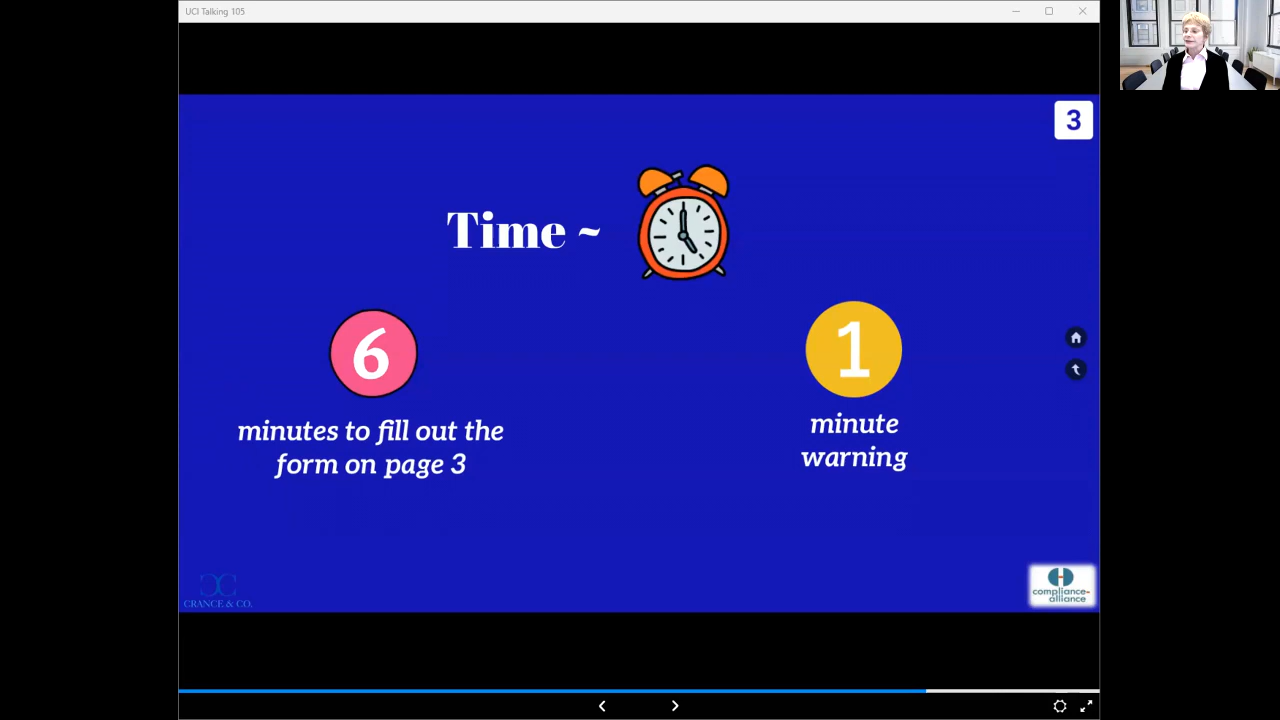 UCI Talking 105
3
Time ~
6
minutes to fill out the
form on page 3
1
minute
warning
CRANCE & CO.
compliance-
alliance